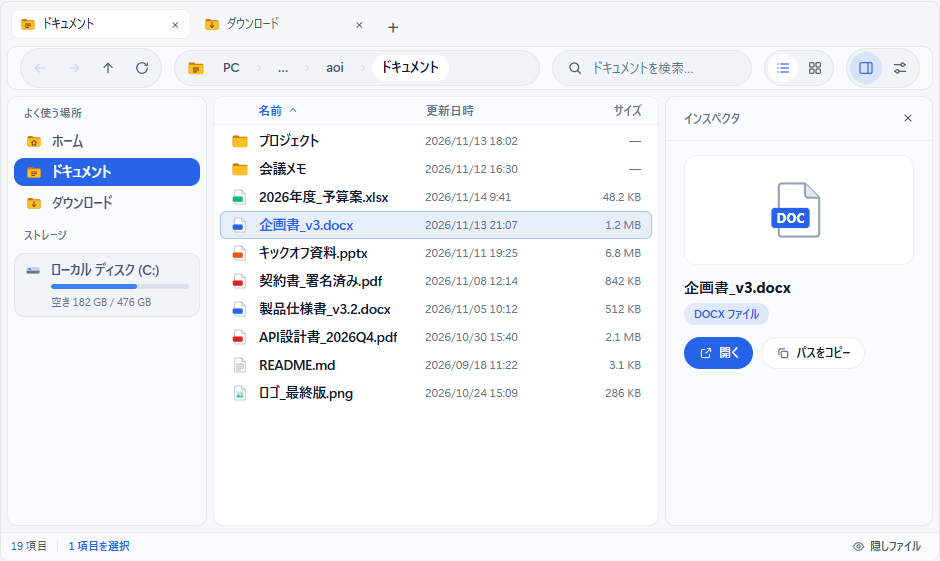 ドキュメント × ダウンロード × +
PC ... aoi ドキュメント ドキュメントを検索...
よく使う場所
ホーム
ドキュメント
ダウンロード
ストレージ
ローカル ディスク (C:)
空き 182 GB / 476 GB
名前 更新日時 サイズ
プロジェクト 2026/11/13 18:02 —
会議メモ 2026/11/12 16:30 —
2026年度_予算案.xlsx 2026/11/14 9:41 48.2 KB
企画書_v3.docx 2026/11/13 21:07 1.2 MB
キックオフ資料.pptx 2026/11/11 19:25 6.8 MB
契約書_署名済み.pdf 2026/11/08 12:14 842 KB
製品仕様書_v3.2.docx 2026/11/05 10:12 512 KB
API設計書_2026Q4.pdf 2026/10/30 15:40 2.1 MB
README.md 2026/09/18 11:22 3.1 KB
ロゴ_最終版.png 2026/10/24 15:09 286 KB
インスペクタ ×
DOC
企画書_v3.docx
DOCX ファイル
開く パスをコピー
19 項目 1 項目を選択 隠しファイル